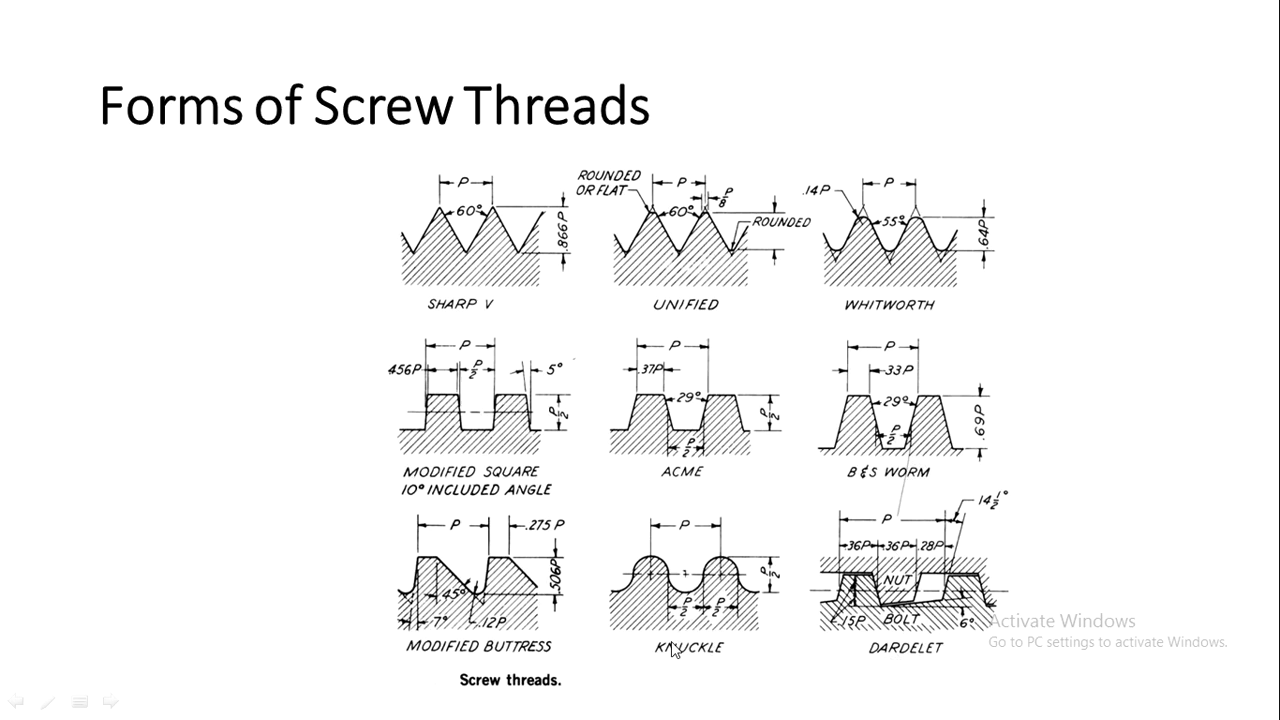 Forms of Screw Threads
P
60°
.866P
SHARP V
ROUNDED
OR FLAT
P
P/8
60°
ROUNDED
UNIFIED
.14P
P
55°
.64P
WHITWORTH
P
456P
P/2
5°
P/2
MODIFIED SQUARE
10° INCLUDED ANGLE
P
.37P
29°
P/2
P/2
ACME
P
.33P
29°
P/2
.69P
B & S WORM
P
.275 P
45°
.506P
7°
.12P
MODIFIED BUTTRESS
P
P/2
P/2
P/2
KNUCKLE
14½°
P
.36P
.36P
.28P
NUT
.15P
BOLT
6°
DARDELET
Screw threads.
Activate Windows
Go to PC settings to activate Windows.